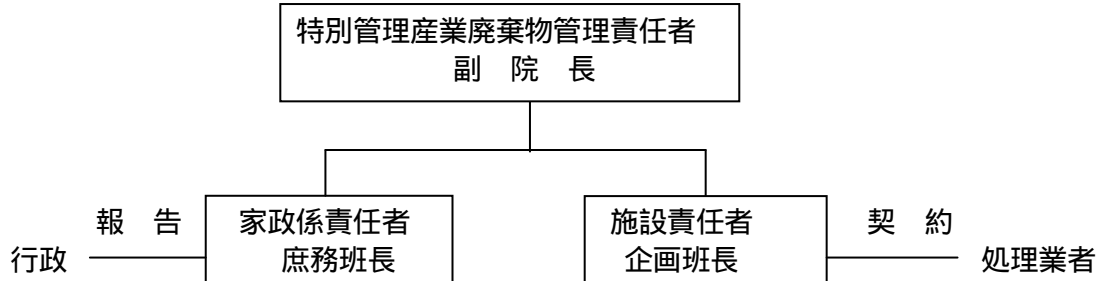 特別管理産業廃棄物管理責任者
副 院 長
報 告
家政係責任者
施設責任者
契 約
行政
庶務班長
企画班長
処理業者